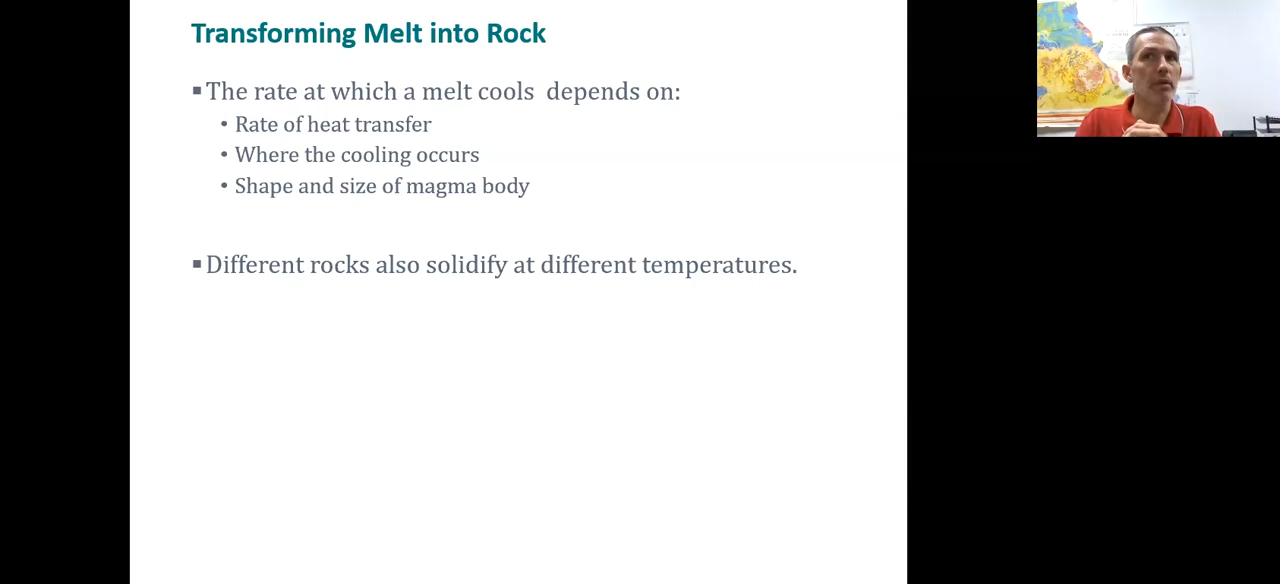 Transforming Melt into Rock
▪The rate at which a melt cools  depends on:
• Rate of heat transfer
• Where the cooling occurs
• Shape and size of magma body
▪Different rocks also solidify at different temperatures.